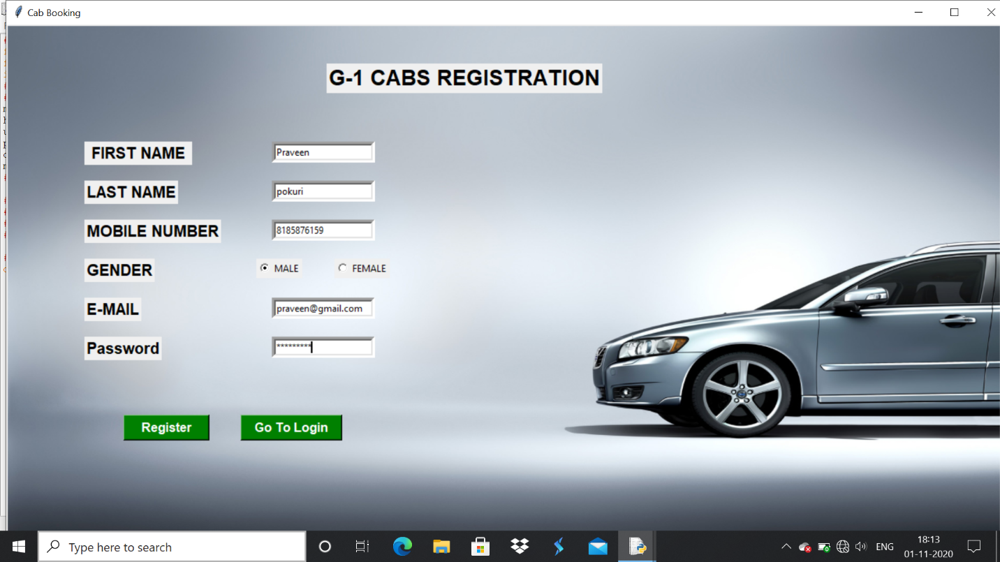 Cab Booking
G-1 CABS REGISTRATION
FIRST NAME Praveen
LAST NAME pokuri
MOBILE NUMBER 8185876159
GENDER MALE FEMALE
E-MAIL praveen@gmail.com
Password *********
Register Go To Login
Type here to search
ENG
18:13
01-11-2020